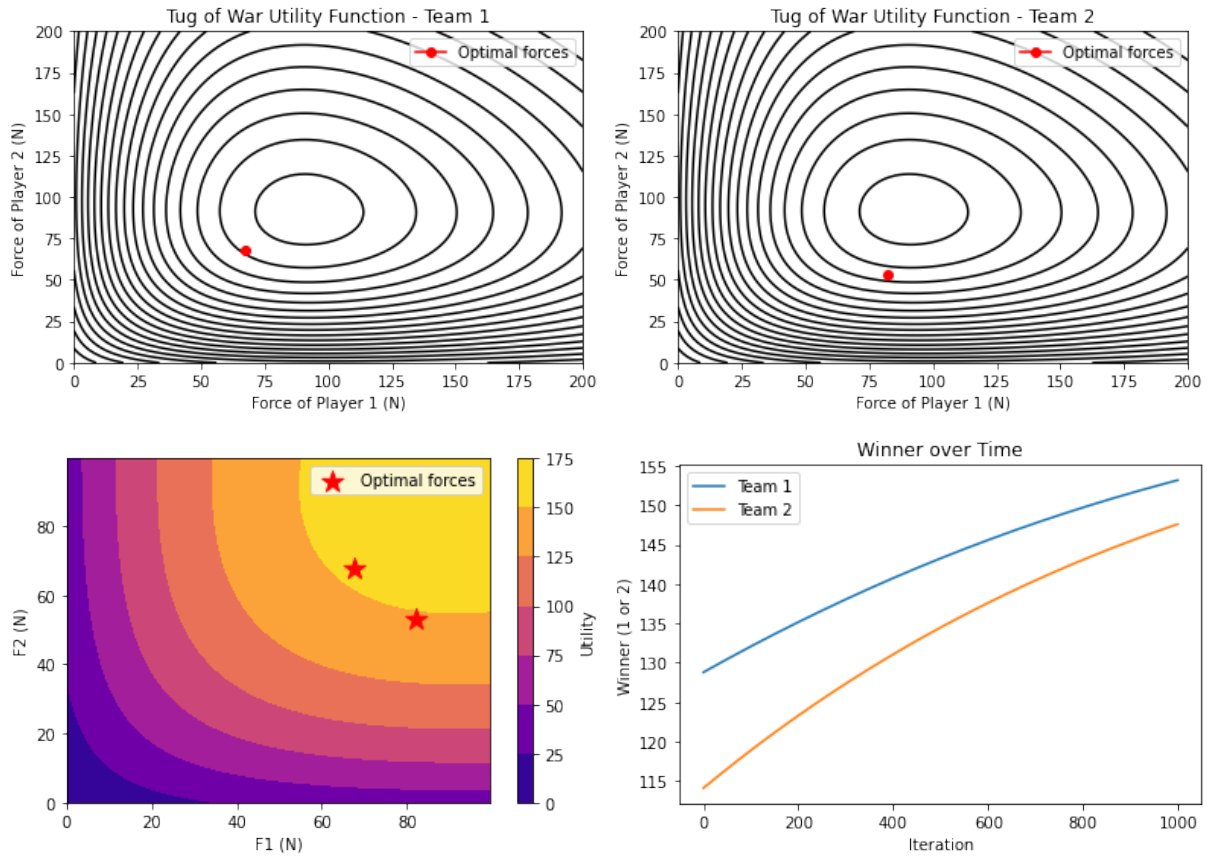 Tug of War Utility Function - Team 1
Optimal forces
200
175
150
125
100
75
50
25
0
Force of Player 2 (N)
0 25 50 75 100 125 150 175 200
Force of Player 1 (N)
Tug of War Utility Function - Team 2
Optimal forces
200
175
150
125
100
75
50
25
0
Force of Player 2 (N)
0 25 50 75 100 125 150 175 200
Force of Player 1 (N)
Optimal forces
80
60
40
20
0
F2 (N)
0 20 40 60 80
F1 (N)
175
150
125
100
75
50
25
0
Utility
Winner over Time
Team 1
Team 2
155
150
145
140
135
130
125
120
115
Winner (1 or 2)
0 200 400 600 800 1000
Iteration